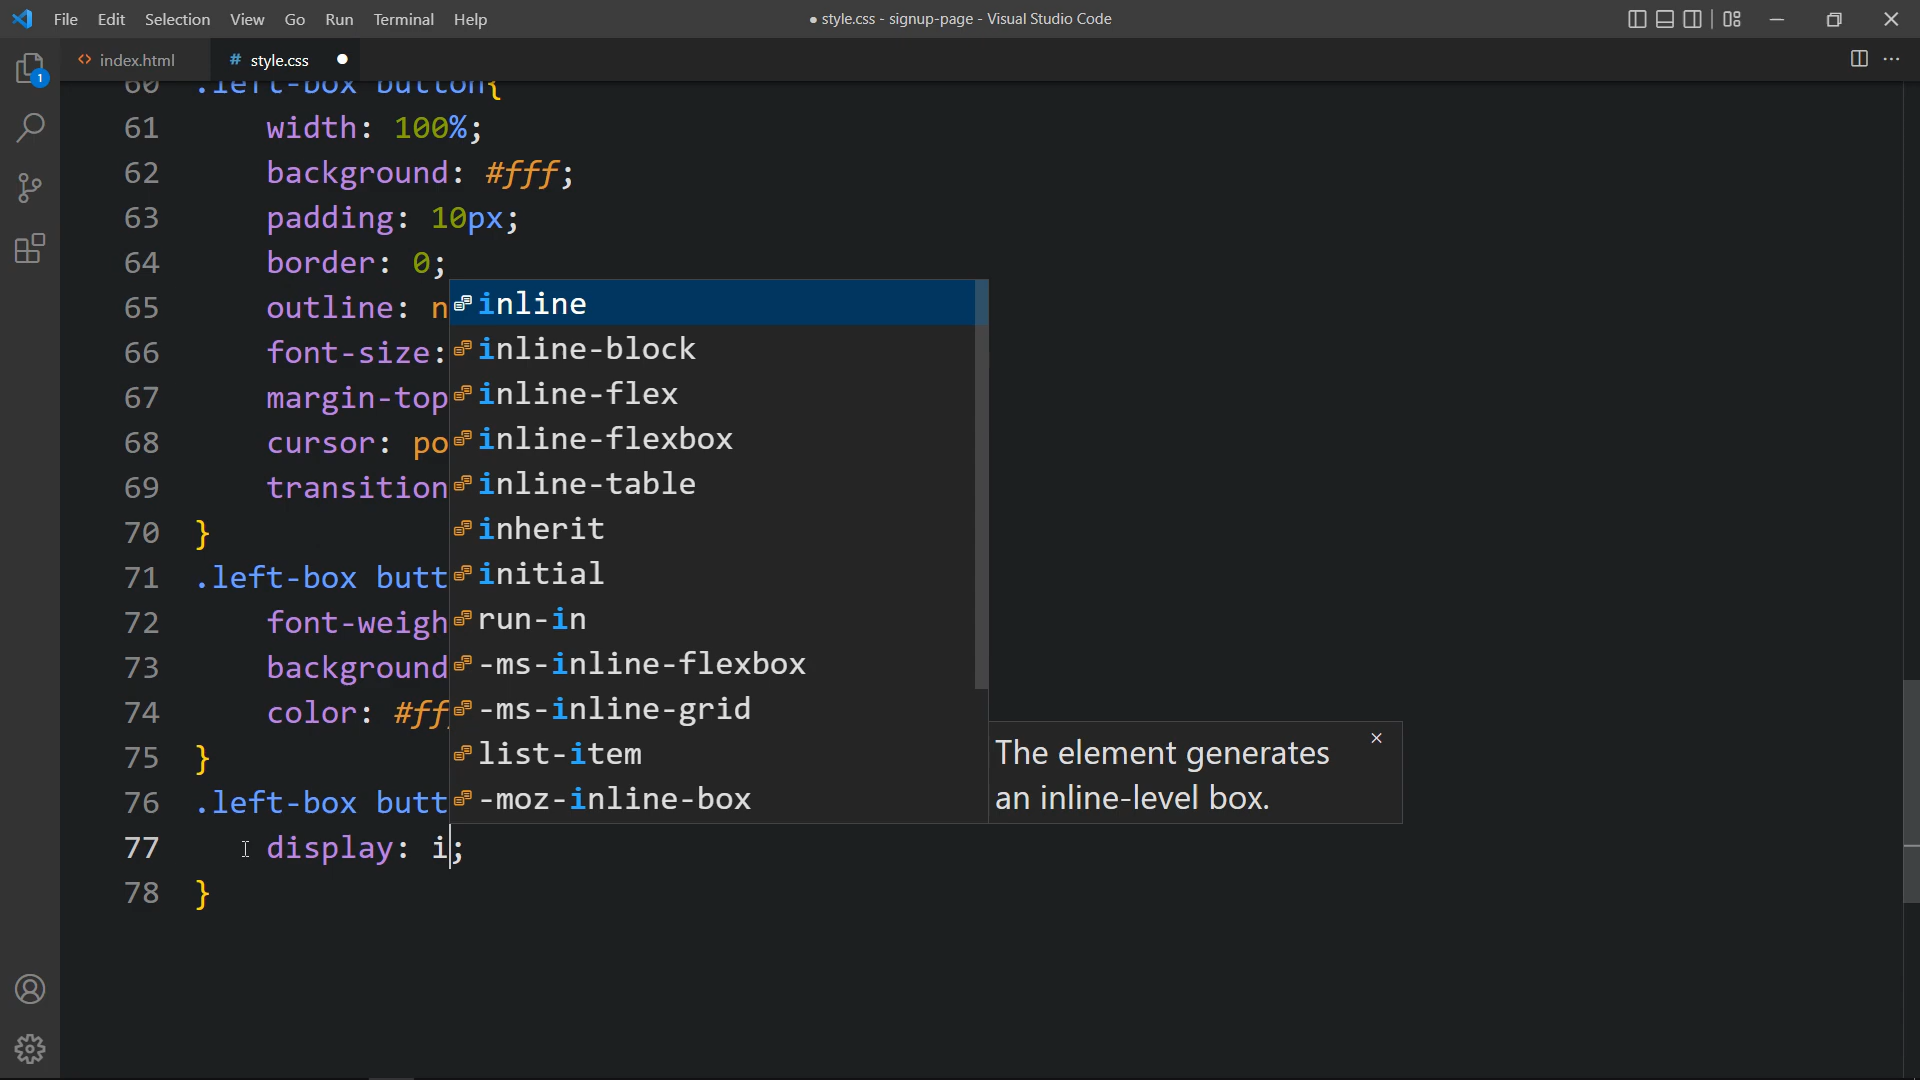 File Edit Selection View Go Run Terminal Help
● style.css - signup-page - Visual Studio Code
<> index.html
# style.css ●
1
60 .left-box button{
61 width: 100%;
62 background: #fff;
63 padding: 10px;
64 border: 0;
65 outline: n
66 font-size:
67 margin-top
68 cursor: po
69 transition
70 }
71 .left-box butt
72 font-weigh
73 background
74 color: #ff
75 }
76 .left-box butt
77 display: i;
78 }
inline
inline-block
inline-flex
inline-flexbox
inline-table
inherit
initial
run-in
-ms-inline-flexbox
-ms-inline-grid
list-item
-moz-inline-box
The element generates
an inline-level box.